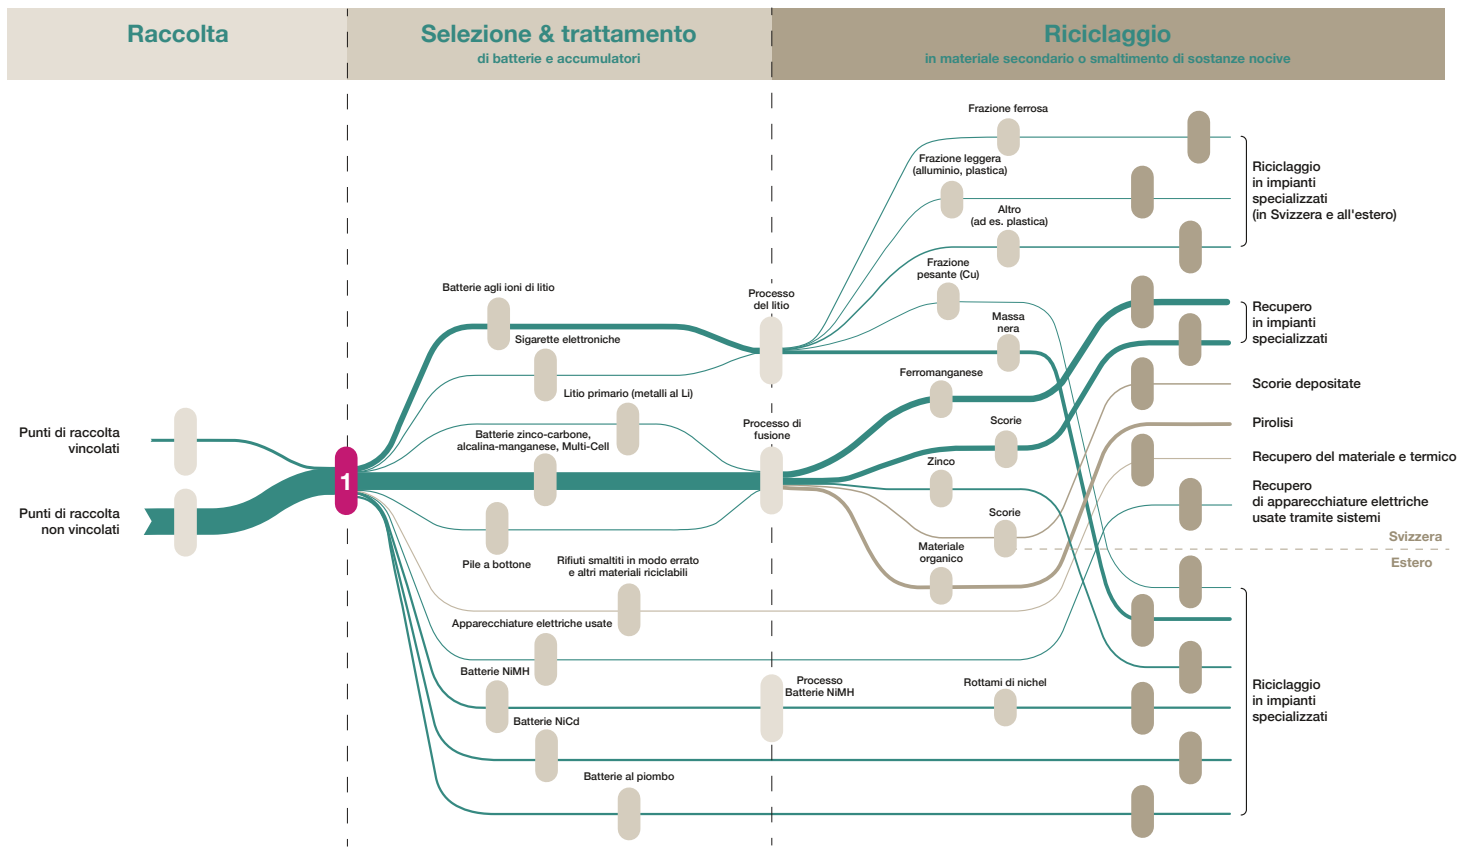 Raccolta
Selezione & trattamento
di batterie e accumulatori
Riciclaggio
in materiale secondario o smaltimento di sostanze nocive
Punti di raccolta
vincolati
Punti di raccolta
non vincolati
1
Batterie agli ioni di litio
Sigarette elettroniche
Litio primario (metalli al Li)
Batterie zinco-carbone,
alcalina-manganese, Multi-Cell
Pile a bottone
Rifiuti smaltiti in modo errato
e altri materiali riciclabili
Apparecchiature elettriche usate
Batterie NiMH
Batterie NiCd
Batterie al piombo
Processo
del litio
Processo di
fusione
Processo
Batterie NiMH
Frazione ferrosa
Frazione leggera
(alluminio, plastica)
Altro
(ad es. plastica)
Frazione
pesante (Cu)
Massa
nera
Ferromanganese
Scorie
Zinco
Scorie
Materiale
organico
Rottami di nichel
Riciclaggio
in impianti
specializzati
(in Svizzera e all'estero)
Recupero
in impianti
specializzati
Scorie depositate
Pirolisi
Recupero del materiale e termico
Recupero
di apparecchiature elettriche
usate tramite sistemi
Svizzera
Estero
Riciclaggio
in impianti
specializzati